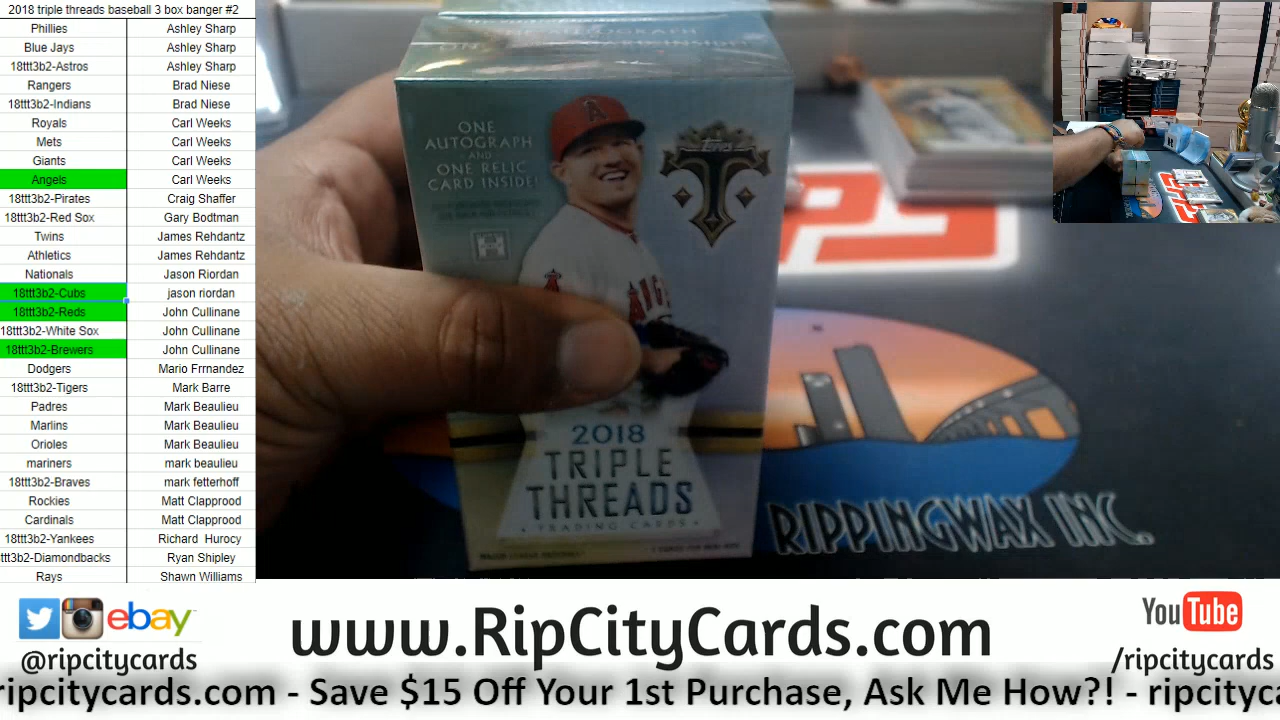 2018 triple threads baseball 3 box banger #2
Phillies Ashley Sharp
Blue Jays Ashley Sharp
18ttt3b2-Astros Ashley Sharp
Rangers Brad Niese
18ttt3b2-Indians Brad Niese
Royals Carl Weeks
Mets Carl Weeks
Giants Carl Weeks
Angels Carl Weeks
18ttt3b2-Pirates Craig Shaffer
18ttt3b2-Red Sox Gary Bodtman
Twins James Rehdantz
Athletics James Rehdantz
Nationals Jason Riordan
18ttt3b2-Cubs jason riordan
18ttt3b2-Reds John Cullinane
18ttt3b2-White Sox John Cullinane
18ttt3b2-Brewers John Cullinane
Dodgers Mario Frrnandez
18ttt3b2-Tigers Mark Barre
Padres Mark Beaulieu
Marlins Mark Beaulieu
Orioles Mark Beaulieu
mariners mark beaulieu
18ttt3b2-Braves mark fetterhoff
Rockies Matt Clapprood
Cardinals Matt Clapprood
18ttt3b2-Yankees Richard Hurocy
tt3b2-Diamondbacks Ryan Shipley
Rays Shawn Williams
ONE
AUTOGRAPH
AND
ONE RELIC
CARD INSIDE!
Topps
T
2018
TRIPLE
THREADS
TRADING CARDS
RIPPINGWAX INC.
ebay
@ripcitycards
www.RipCityCards.com
YouTube
/ripcitycards
ripcitycards.com - Save $15 Off Your 1st Purchase, Ask Me How?! - ripcityca